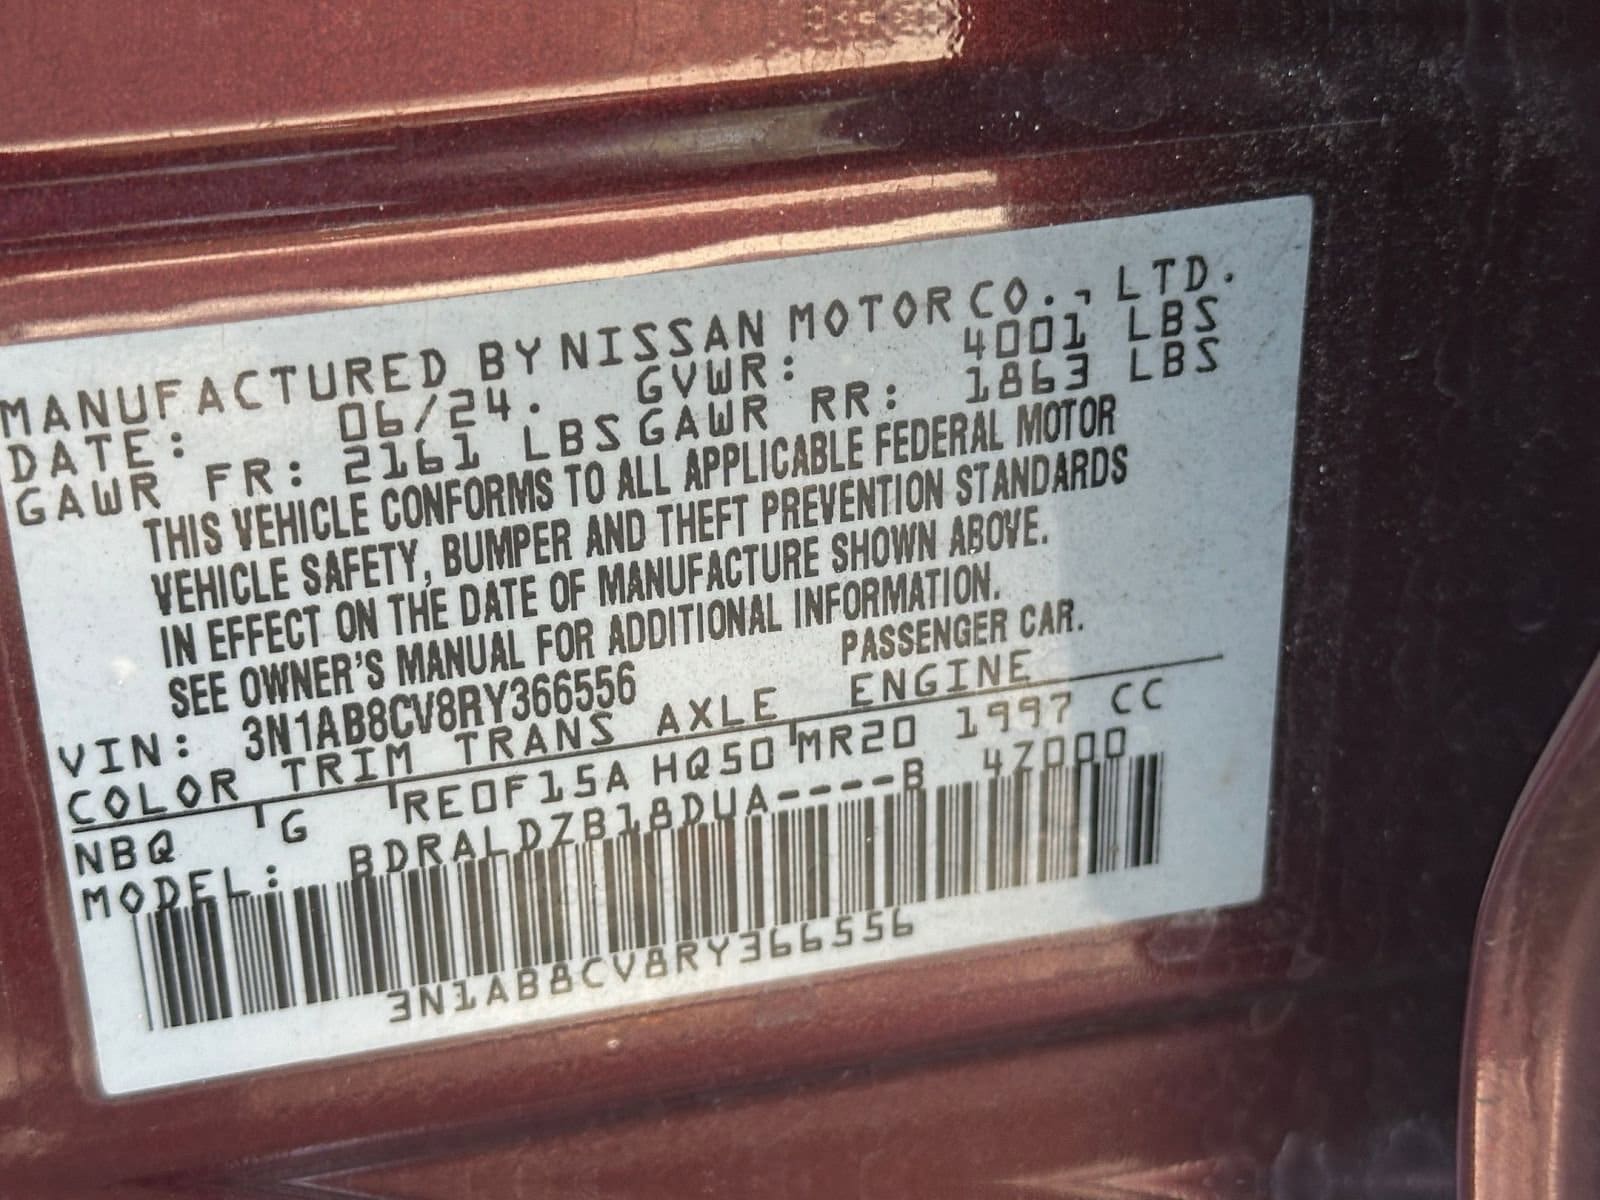 MANUFACTURED BY NISSAN MOTOR CO., LTD.
DATE: 06/24. GVWR: 4001 LBS
GAWR FR: 2161 LBS GAWR RR: 1863 LBS
THIS VEHICLE CONFORMS TO ALL APPLICABLE FEDERAL MOTOR
VEHICLE SAFETY, BUMPER AND THEFT PREVENTION STANDARDS
IN EFFECT ON THE DATE OF MANUFACTURE SHOWN ABOVE.
SEE OWNER'S MANUAL FOR ADDITIONAL INFORMATION.
VIN: 3N1AB8CV8RY366556 PASSENGER CAR.
COLOR TRIM TRANS AXLE ENGINE
NBQ G RE0F15A HQ50 MR20 1997 CC
MODEL: BDRALDZB18DUA----B 4Z000
3N1AB8CV8RY366556